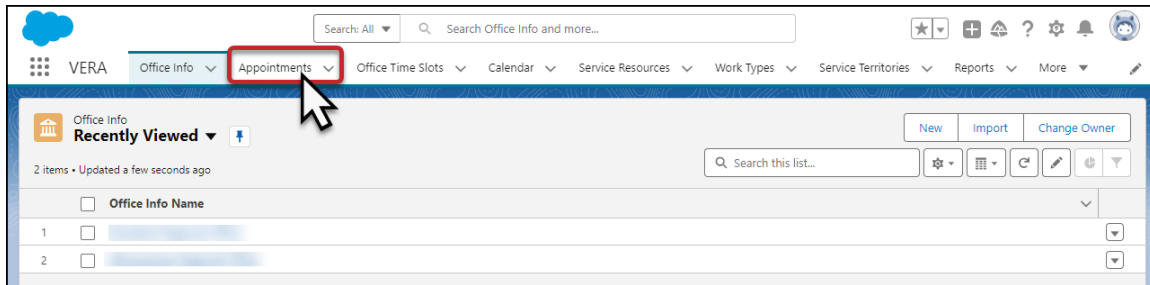 Search: All Search Office Info and more...
VERA Office Info Appointments Office Time Slots Calendar Service Resources Work Types Service Territories Reports More
Office Info
Recently Viewed
New Import Change Owner
2 items • Updated a few seconds ago
Search this list...
Office Info Name
1
2